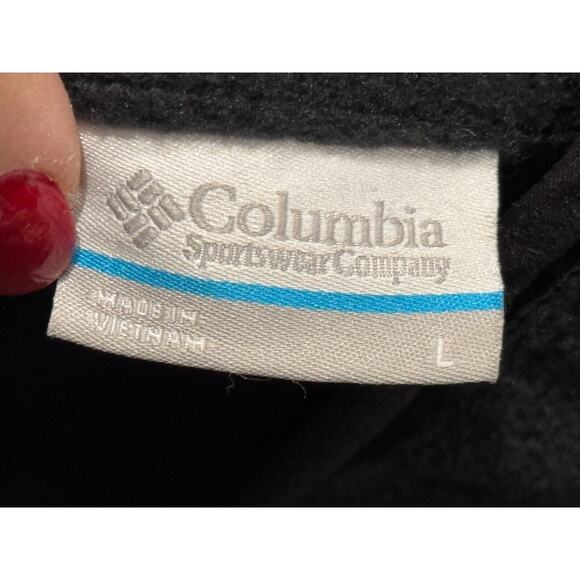 Columbia
Sportswear Company
MADE IN
VIETNAM
L